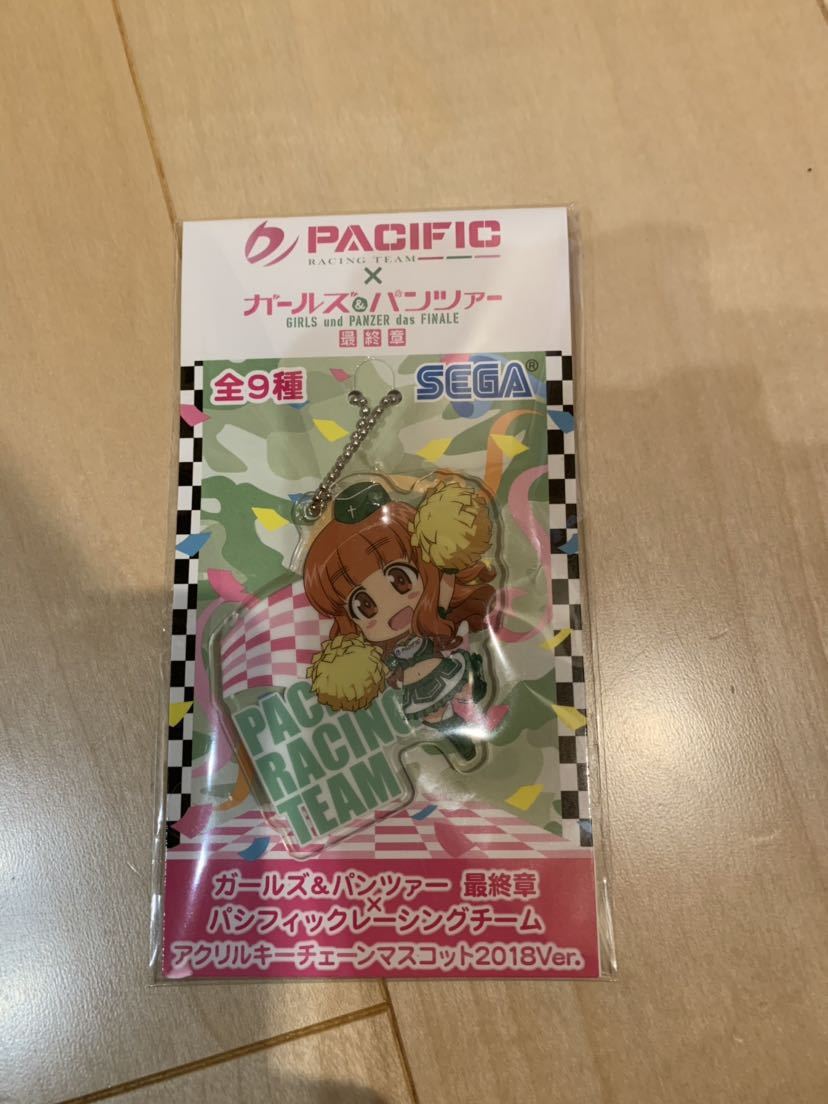 PACIFIC
RACING TEAM
×
ガールズ&パンツァー
GIRLS und PANZER das FINALE
最終章
全9種
SEGA®
PAC
RACING
TEAM
ガールズ&パンツァー 最終章
×
パシフィックレーシングチーム
アクリルキーチェーンマスコット2018Ver.